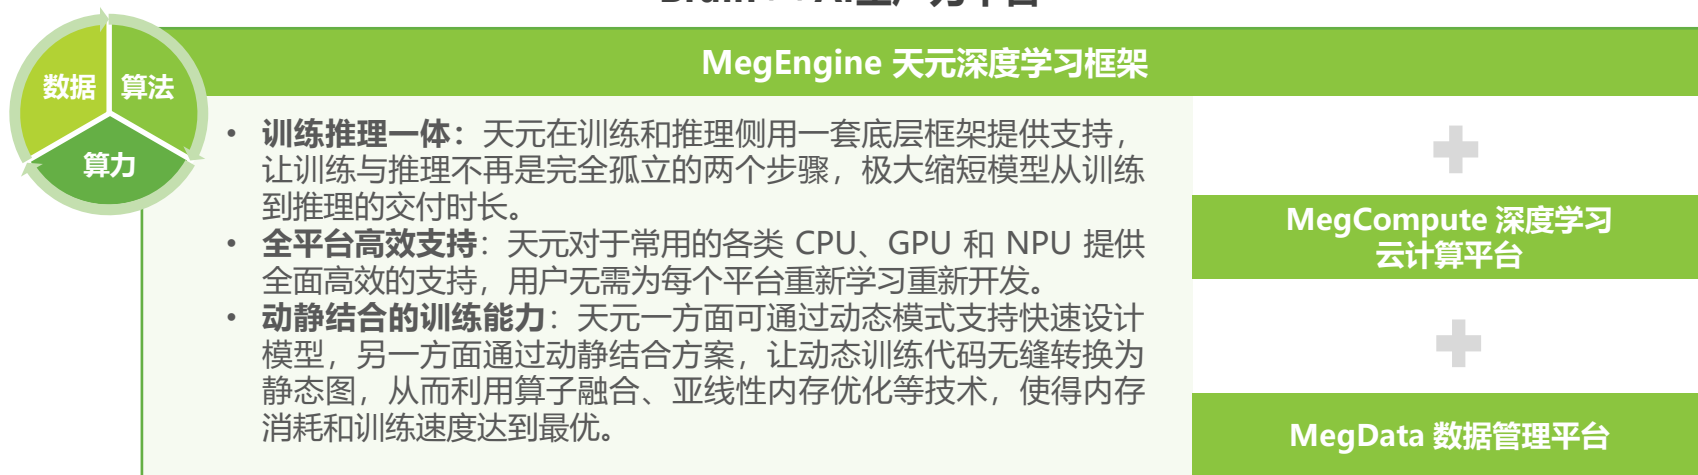 MegEngine 天元深度学习框架
数据 算法
算力
• 训练推理一体：天元在训练和推理侧用一套底层框架提供支持，
让训练与推理不再是完全孤立的两个步骤，极大缩短模型从训练
到推理的交付时长。
• 全平台高效支持：天元对于常用的各类 CPU、GPU 和 NPU 提供
全面高效的支持，用户无需为每个平台重新学习重新开发。
• 动静结合的训练能力：天元一方面可通过动态模式支持快速设计
模型，另一方面通过动静结合方案，让动态训练代码无缝转换为
静态图，从而利用算子融合、亚线性内存优化等技术，使得内存
消耗和训练速度达到最优。
MegCompute 深度学习
云计算平台
MegData 数据管理平台